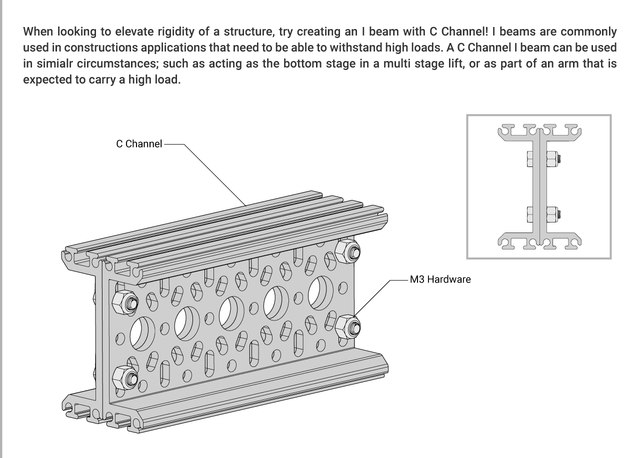 When looking to elevate rigidity of a structure, try creating an I beam with C Channel! I beams are commonly
used in constructions applications that need to be able to withstand high loads. A C Channel I beam can be used
in simialr circumstances; such as acting as the bottom stage in a multi stage lift, or as part of an arm that is
expected to carry a high load.
C Channel
M3 Hardware